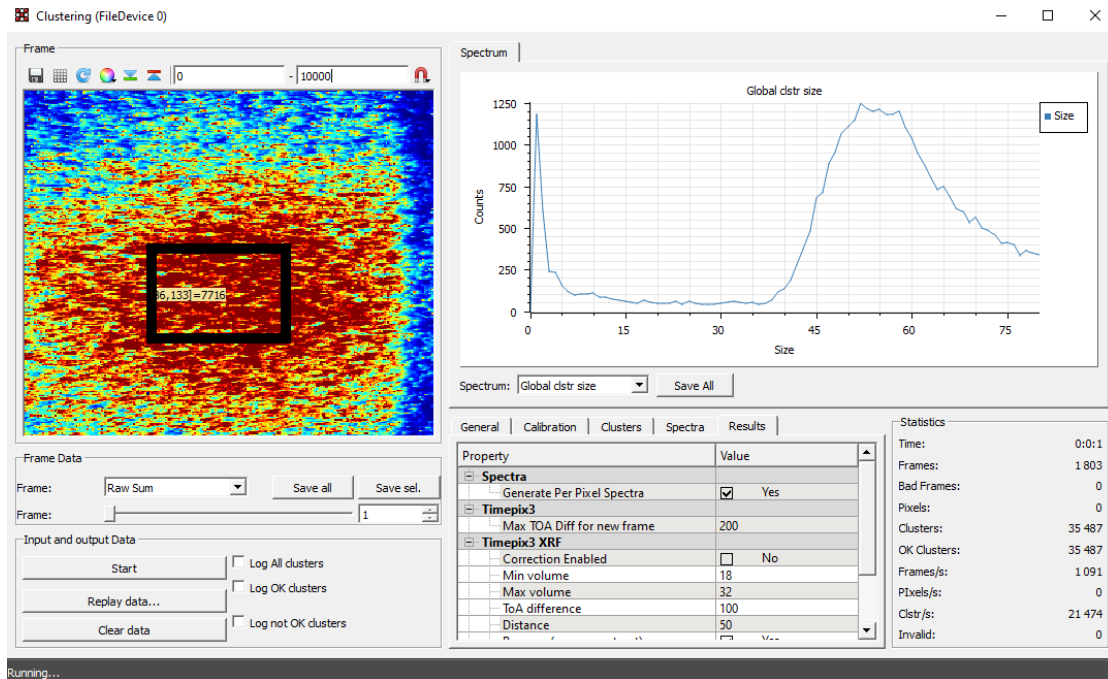 Clustering (FileDevice 0)
Frame
0 - 10000
36,133]=7716
Frame Data
Frame: Raw Sum Save all Save sel.
Frame: 1
Input and output Data
Start Log All clusters
Log OK clusters
Replay data...
Log not OK clusters
Clear data
Spectrum
Global clstr size
1250
1000
750
500
250
0
Counts
0 15 30 45 60 75
Size
Size
Spectrum: Global clstr size Save All
General Calibration Clusters Spectra Results
Property Value
Spectra
Generate Per Pixel Spectra Yes
Timepix3
Max TOA Diff for new frame 200
Timepix3 XRF
Correction Enabled No
Min volume 18
Max volume 32
ToA difference 100
Distance 50
Statistics
Time: 0:0:1
Frames: 1 803
Bad Frames: 0
Pixels: 0
Clusters: 35 487
OK Clusters: 35 487
Frames/s: 1 091
PIxels/s: 0
Clstr/s: 21 474
Invalid: 0
Running...